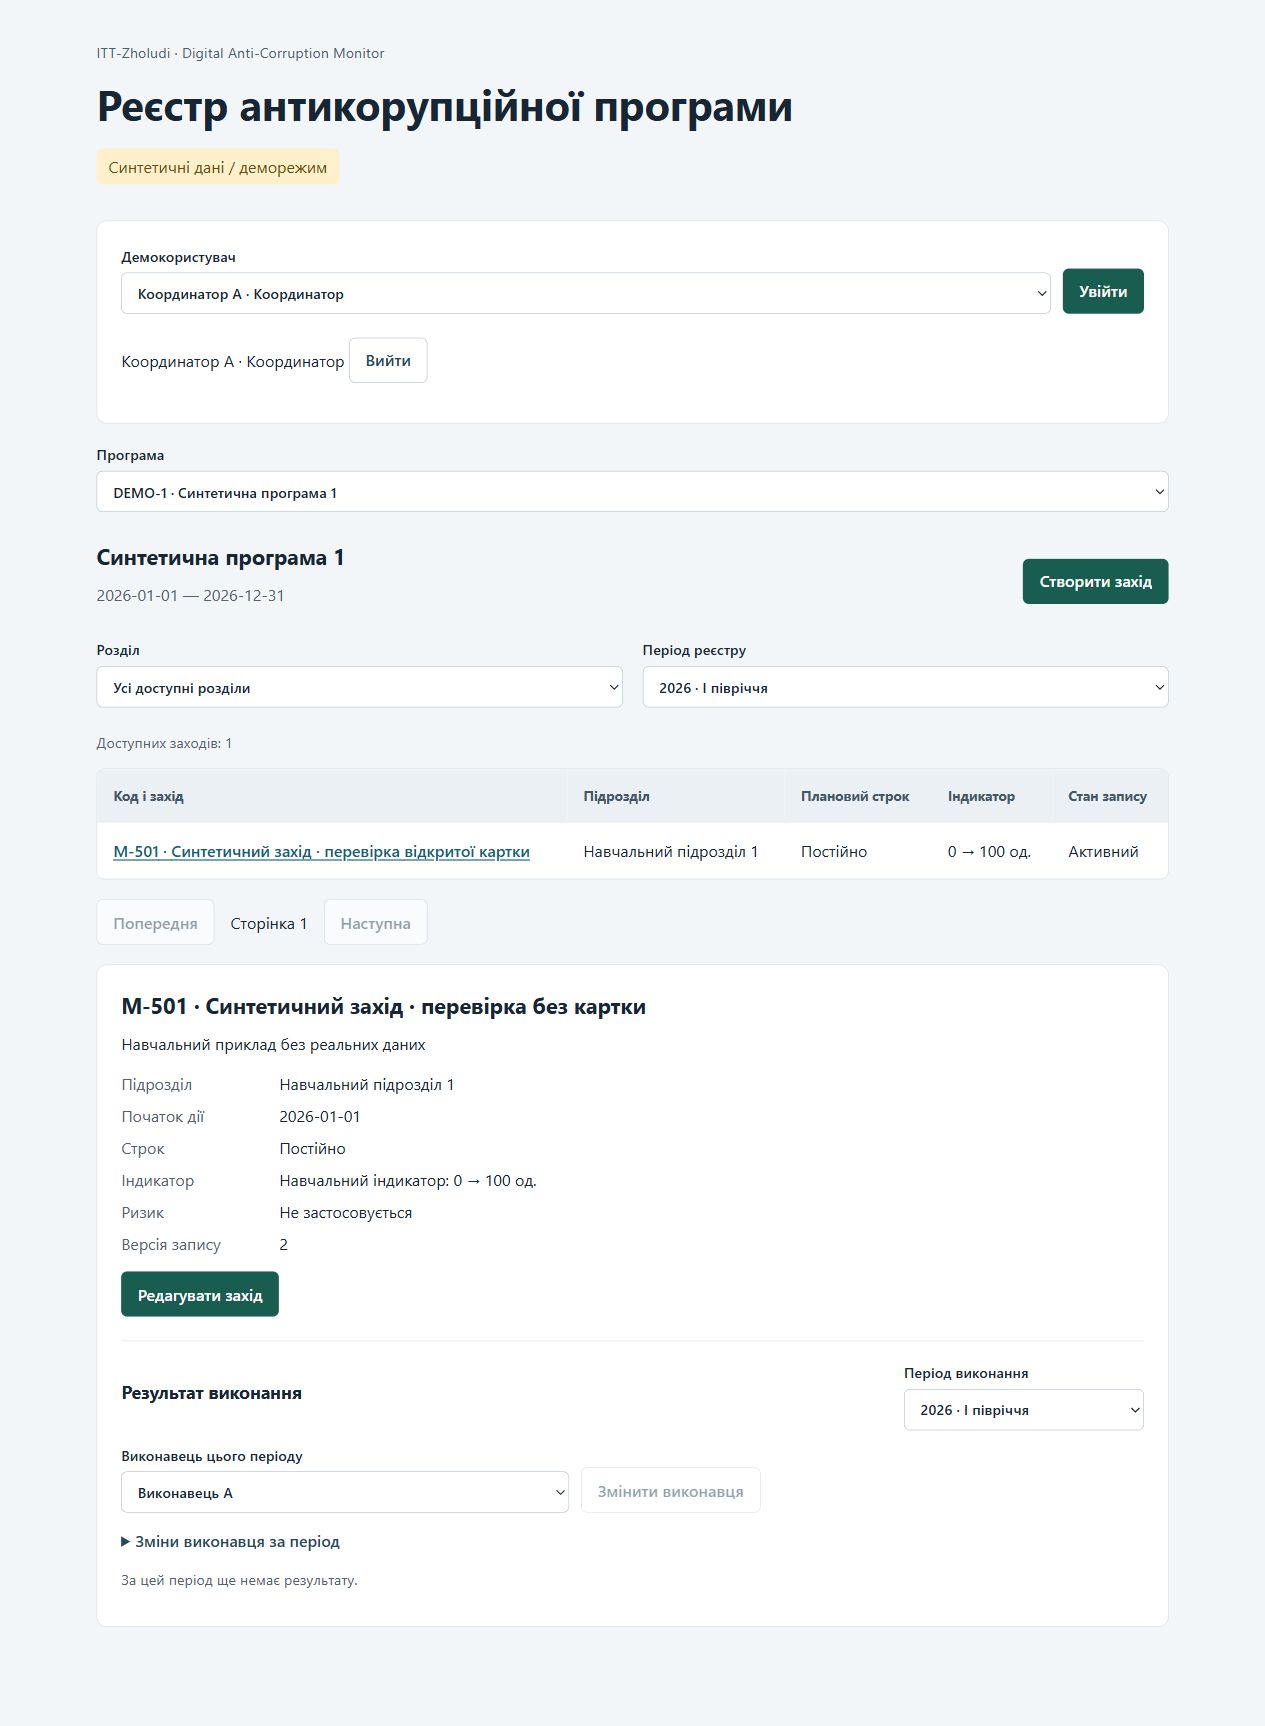 ITT-Zholudi · Digital Anti-Corruption Monitor
Реєстр антикорупційної програми
Синтетичні дані / деморежим
Демокористувач
Координатор А · Координатор
Увійти
Координатор А · Координатор
Вийти
Програма
DEMO-1 · Синтетична програма 1
Синтетична програма 1
2026-01-01 — 2026-12-31
Створити захід
Розділ
Період реєстру
Усі доступні розділи
2026 · І півріччя
Доступних заходів: 1
Код і захід
Підрозділ
Плановий строк
Індикатор
Стан запису
М-501 · Синтетичний захід · перевірка відкритої картки
Навчальний підрозділ 1
Постійно
0 → 100 од.
Активний
Попередня
Сторінка 1
Наступна
М-501 · Синтетичний захід · перевірка без картки
Навчальний приклад без реальних даних
Підрозділ
Навчальний підрозділ 1
Початок дії
2026-01-01
Строк
Постійно
Індикатор
Навчальний індикатор: 0 → 100 од.
Ризик
Не застосовується
Версія запису
2
Редагувати захід
Результат виконання
Період виконання
2026 · І півріччя
Виконавець цього періоду
Виконавець А
Змінити виконавця
Зміни виконавця за період
За цей період ще немає результату.